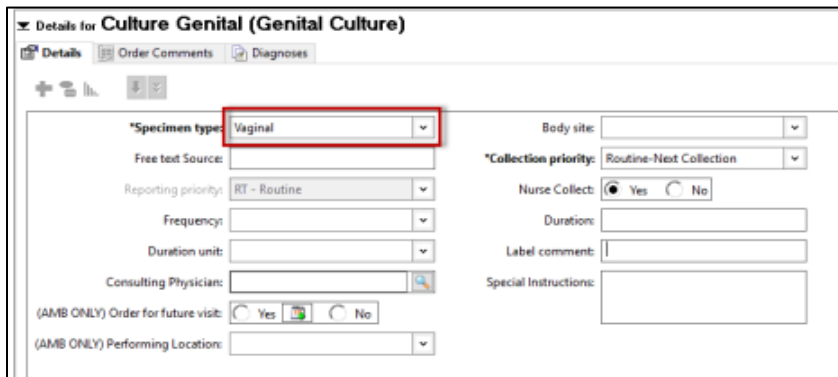 Details for Culture Genital (Genital Culture)
Details Order Comments Diagnoses
*Specimen type: Vaginal Body site:
Free text Source: *Collection priority: Routine-Next Collection
Reporting priority: RT - Routine Nurse Collect: Yes No
Frequency: Duration:
Duration unit: Label comment:
Consulting Physician: Special Instructions:
(AMB ONLY) Order for future visit: Yes No
(AMB ONLY) Performing Location: